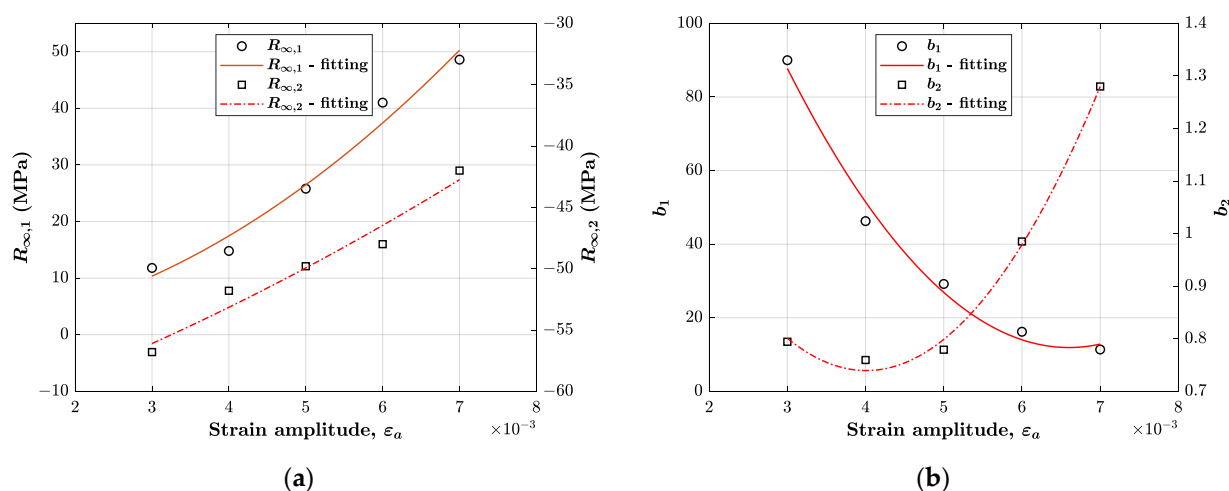 50
40
30
20
10
0
−10
R∞,1 (MPa)
−30
−35
−40
−45
−50
−55
−60
R∞,2 (MPa)
R∞,1
R∞,1 - fitting
R∞,2
R∞,2 - fitting
2 3 4 5 6 7 8
Strain amplitude, εa
×10−3
(a)
100
80
60
40
20
0
b1
1.4
1.3
1.2
1.1
1
0.9
0.8
0.7
b2
b1
b1 - fitting
b2
b2 - fitting
2 3 4 5 6 7 8
Strain amplitude, εa
×10−3
(b)